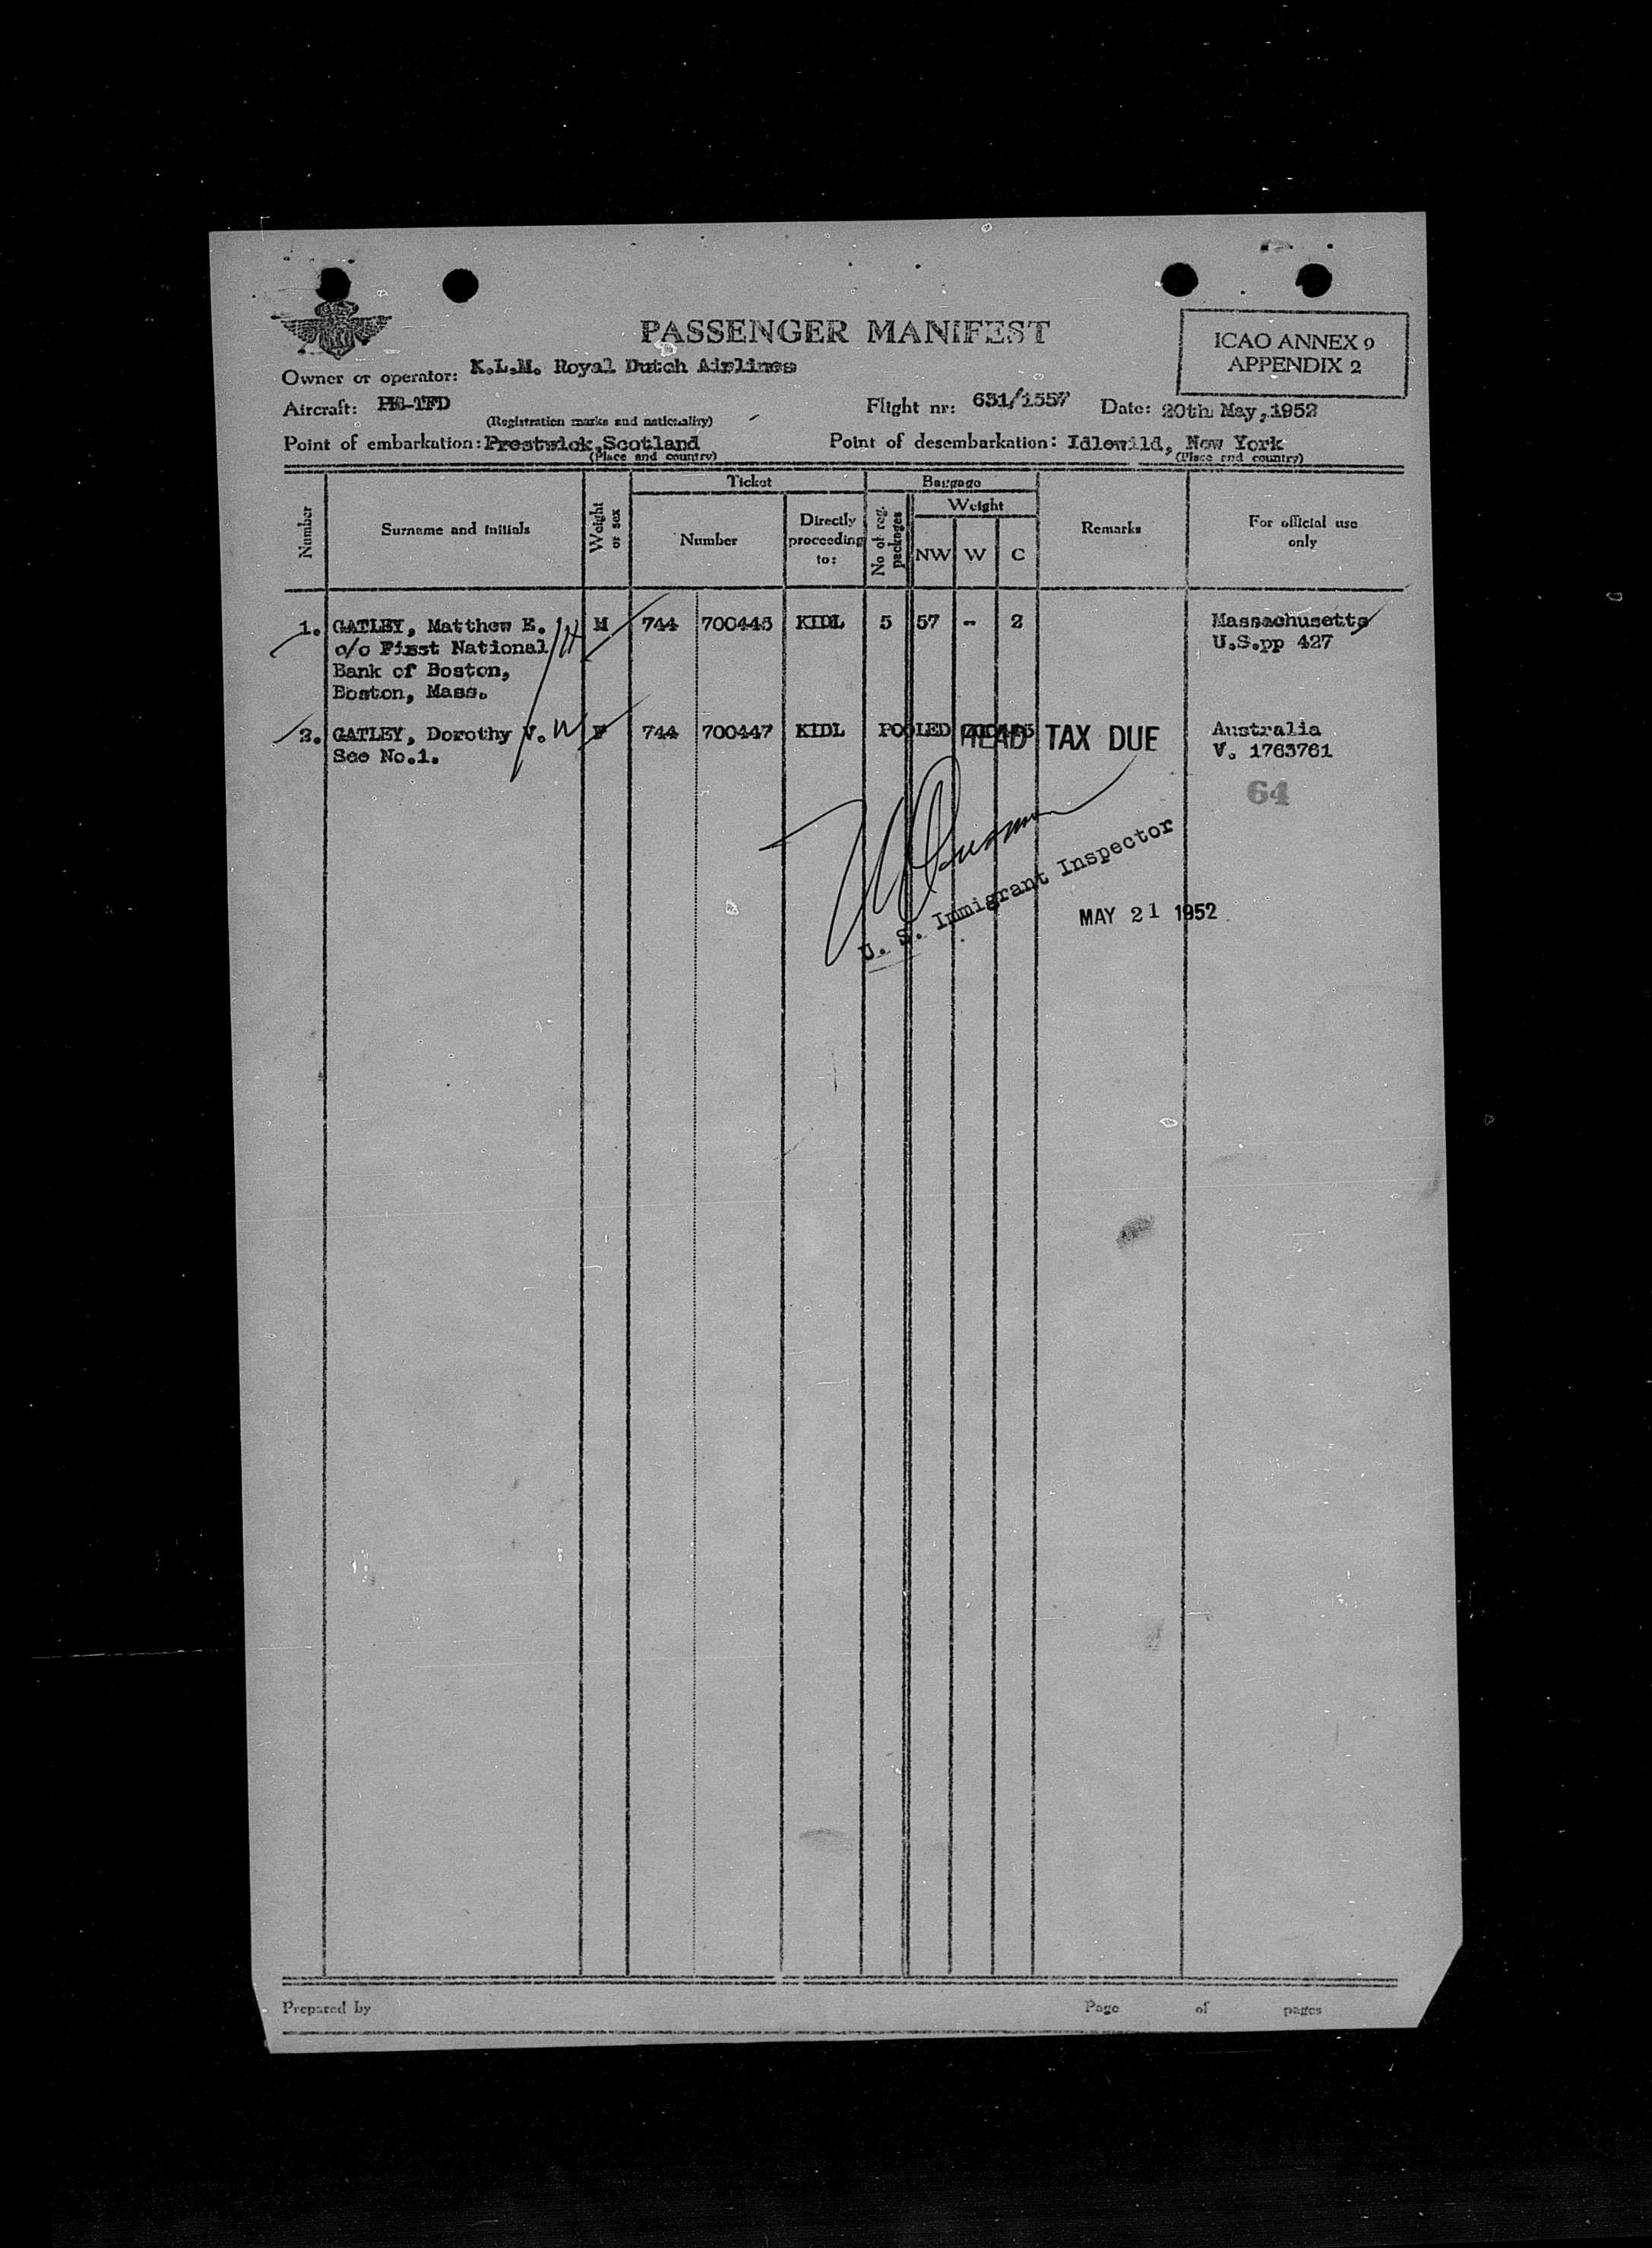 PASSENGER MANIFEST
ICAO ANNEX 9
APPENDIX 2
Owner or operator: K.L.M. Royal Dutch Airlines
Aircraft: PH-TFD
Flight nr: 631/1557 Date: 20th May, 1952
(Registration marks and nationality)
Point of embarkation: Prestwick, Scotland Point of desembarkation: Idlewild, New York
(Place and country) (Place and country)
Number
Surname and initials
Weight or sex
Ticket
Number
Directly proceeding to:
Baggage
No of reg. packages
Weight
NW W C
Remarks
For official use only
1. GATLEY, Matthew E. M 744 700445 KIDL 5 57 - 2 Massachusetts
c/o First National U.S.pp 427
Bank of Boston,
Boston, Mass.
2. GATLEY, Dorothy V. W F 744 700447 KIDL POOLED HEAD TAX DUE Australia
See No.1. V. 1763761
64
U. S. Immigrant Inspector
MAY 21 1952
Prepared by Page of pages